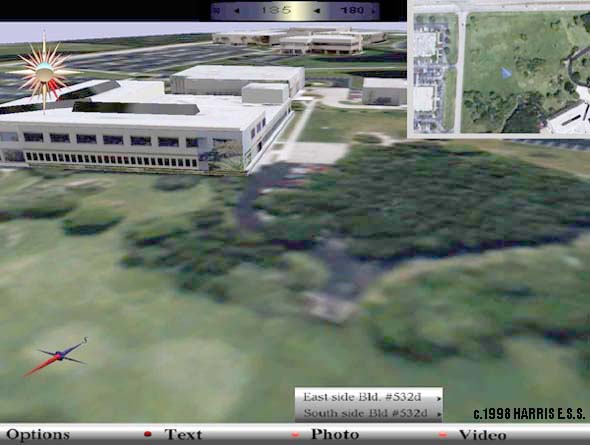 135 180
S
East side Bld. #532d
South side Bld #532d
c.1998 HARRIS E.S.S.
Options Text Photo Video